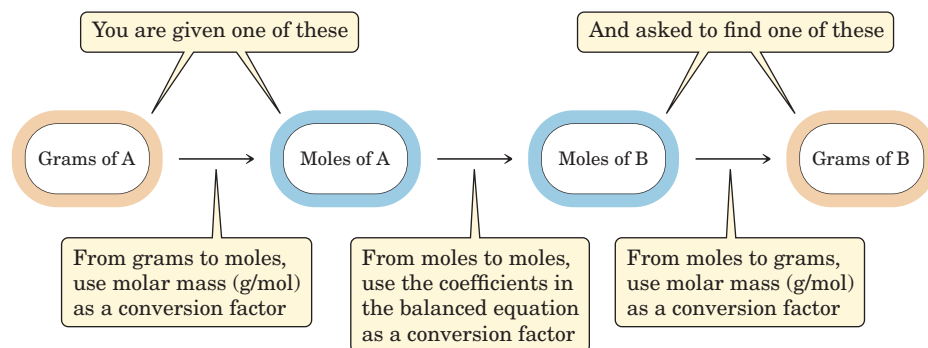 You are given one of these
And asked to find one of these
Grams of A
Moles of A
Moles of B
Grams of B
From grams to moles,
use molar mass (g/mol)
as a conversion factor
From moles to moles,
use the coefficients in
the balanced equation
as a conversion factor
From moles to grams,
use molar mass (g/mol)
as a conversion factor